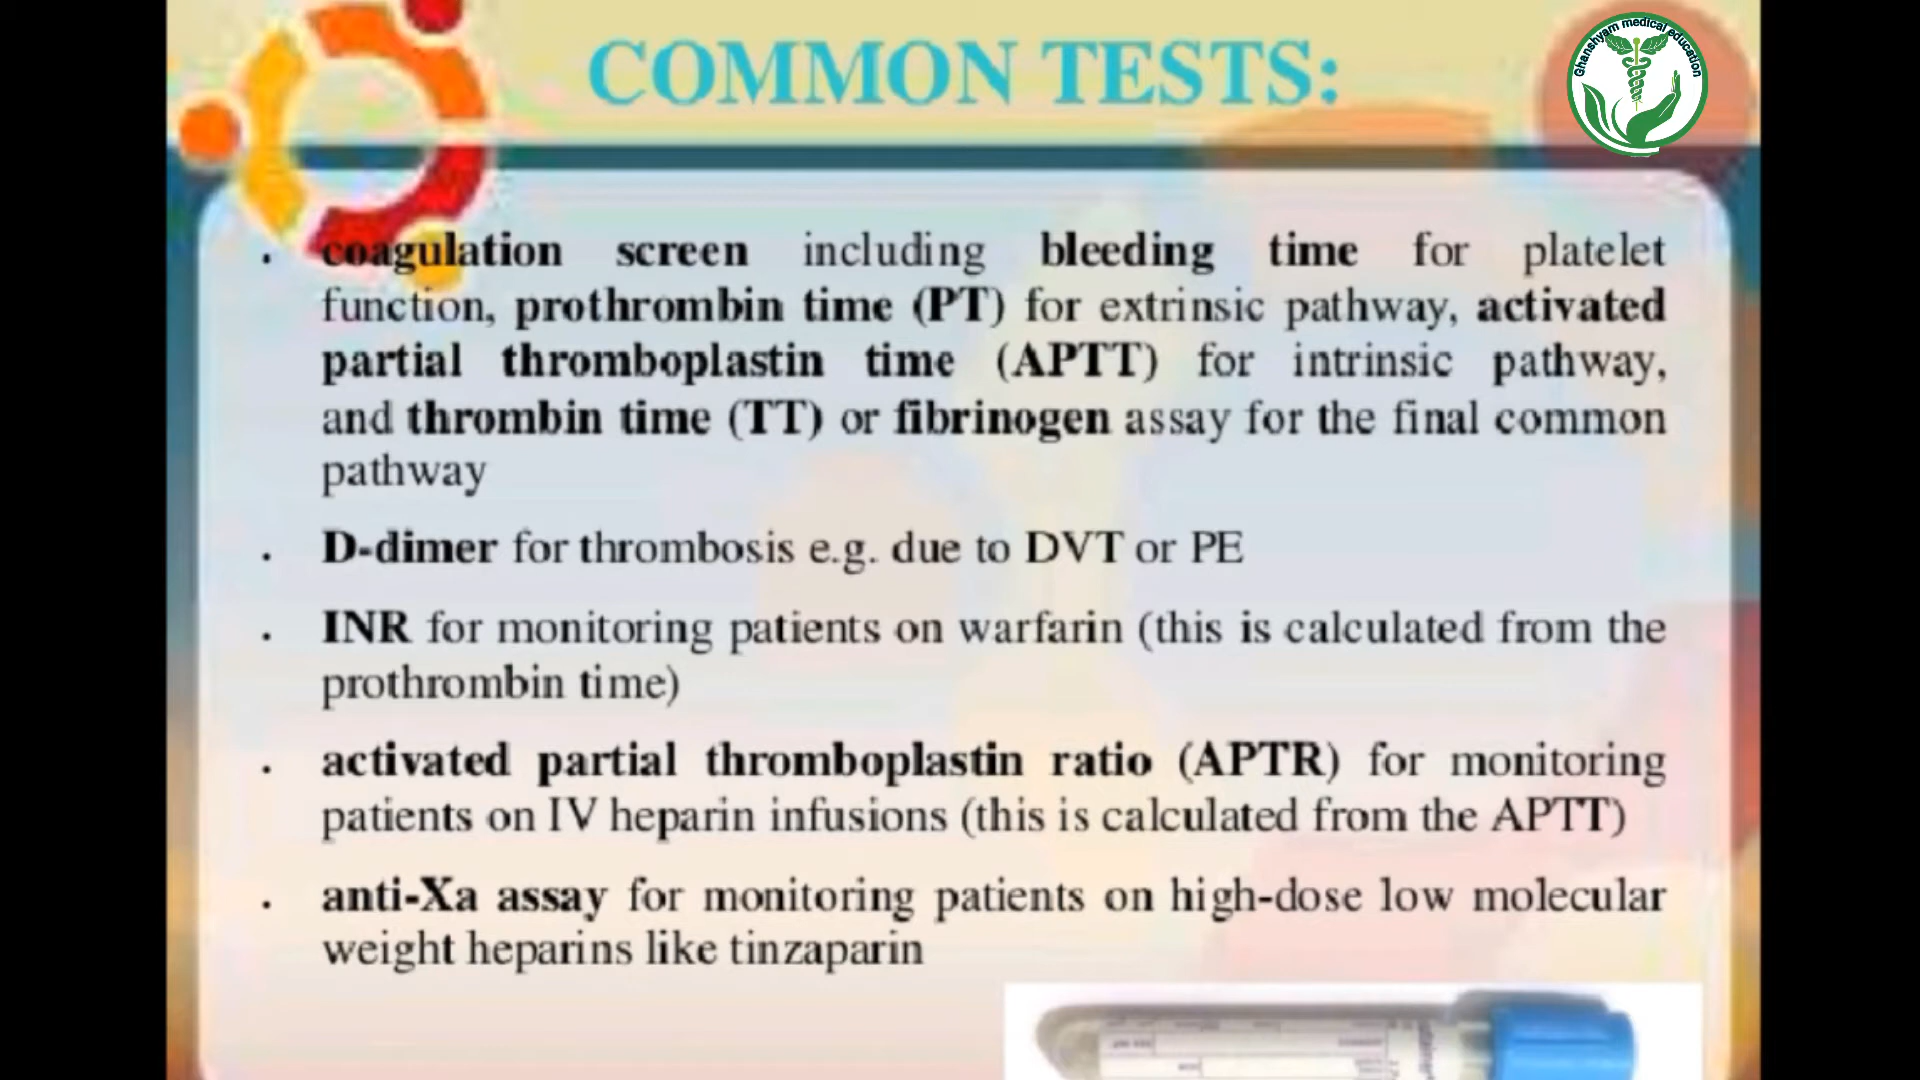 COMMON TESTS:
Ghanshyam medical education
. coagulation screen including bleeding time for platelet
function, prothrombin time (PT) for extrinsic pathway, activated
partial thromboplastin time (APTT) for intrinsic pathway,
and thrombin time (TT) or fibrinogen assay for the final common
pathway
. D-dimer for thrombosis e.g. due to DVT or PE
. INR for monitoring patients on warfarin (this is calculated from the
prothrombin time)
. activated partial thromboplastin ratio (APTR) for monitoring
patients on IV heparin infusions (this is calculated from the APTT)
. anti-Xa assay for monitoring patients on high-dose low molecular
weight heparins like tinzaparin